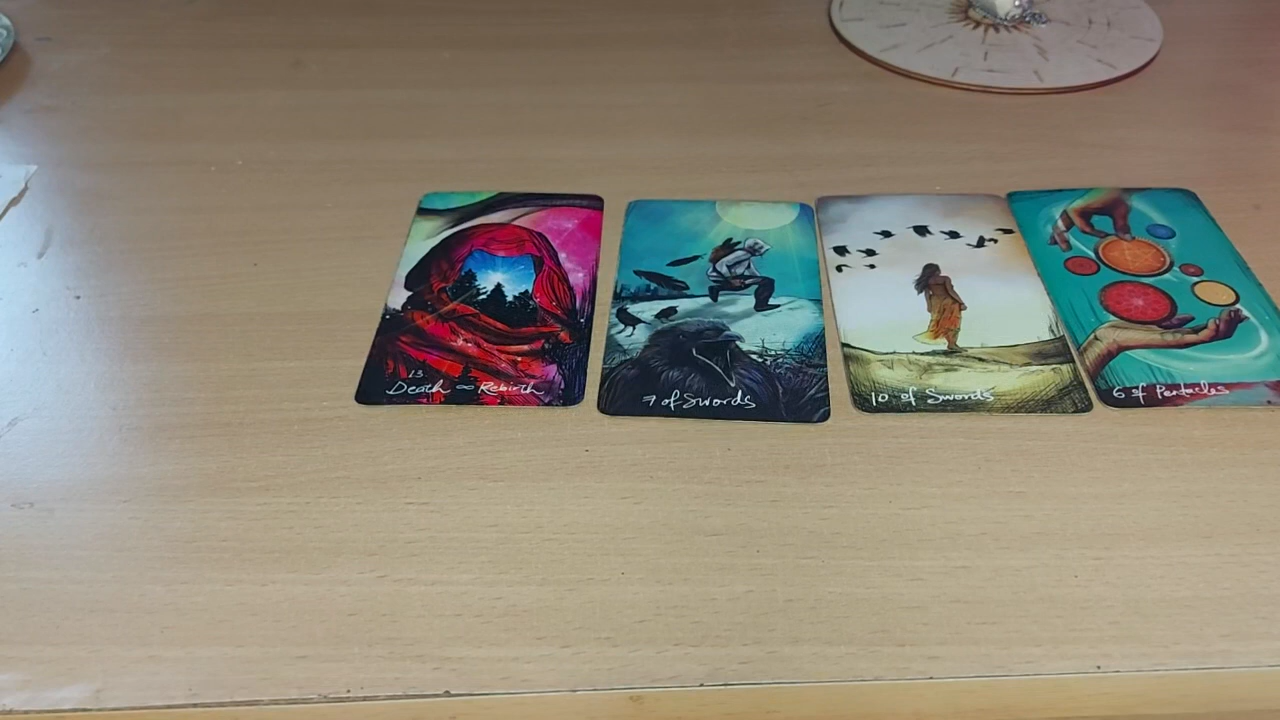 13
Death ∞ Rebirth
7 of Swords
10 of Swords
6 of Pentacles